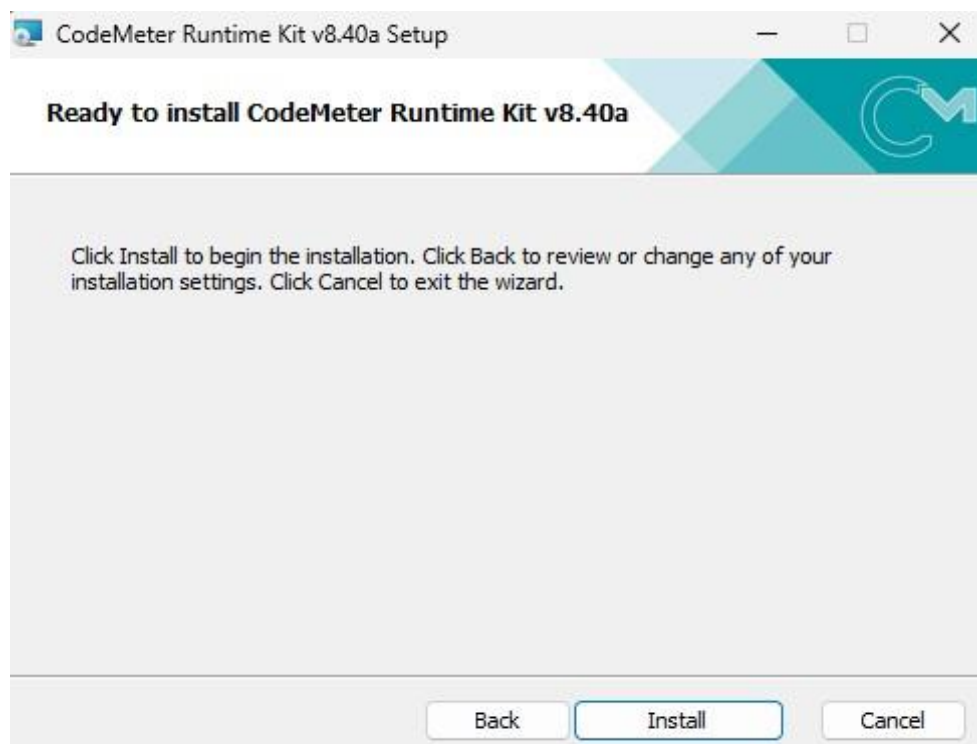 CodeMeter Runtime Kit v8.40a Setup
Ready to install CodeMeter Runtime Kit v8.40a
CM
Click Install to begin the installation. Click Back to review or change any of your
installation settings. Click Cancel to exit the wizard.
Back Install Cancel